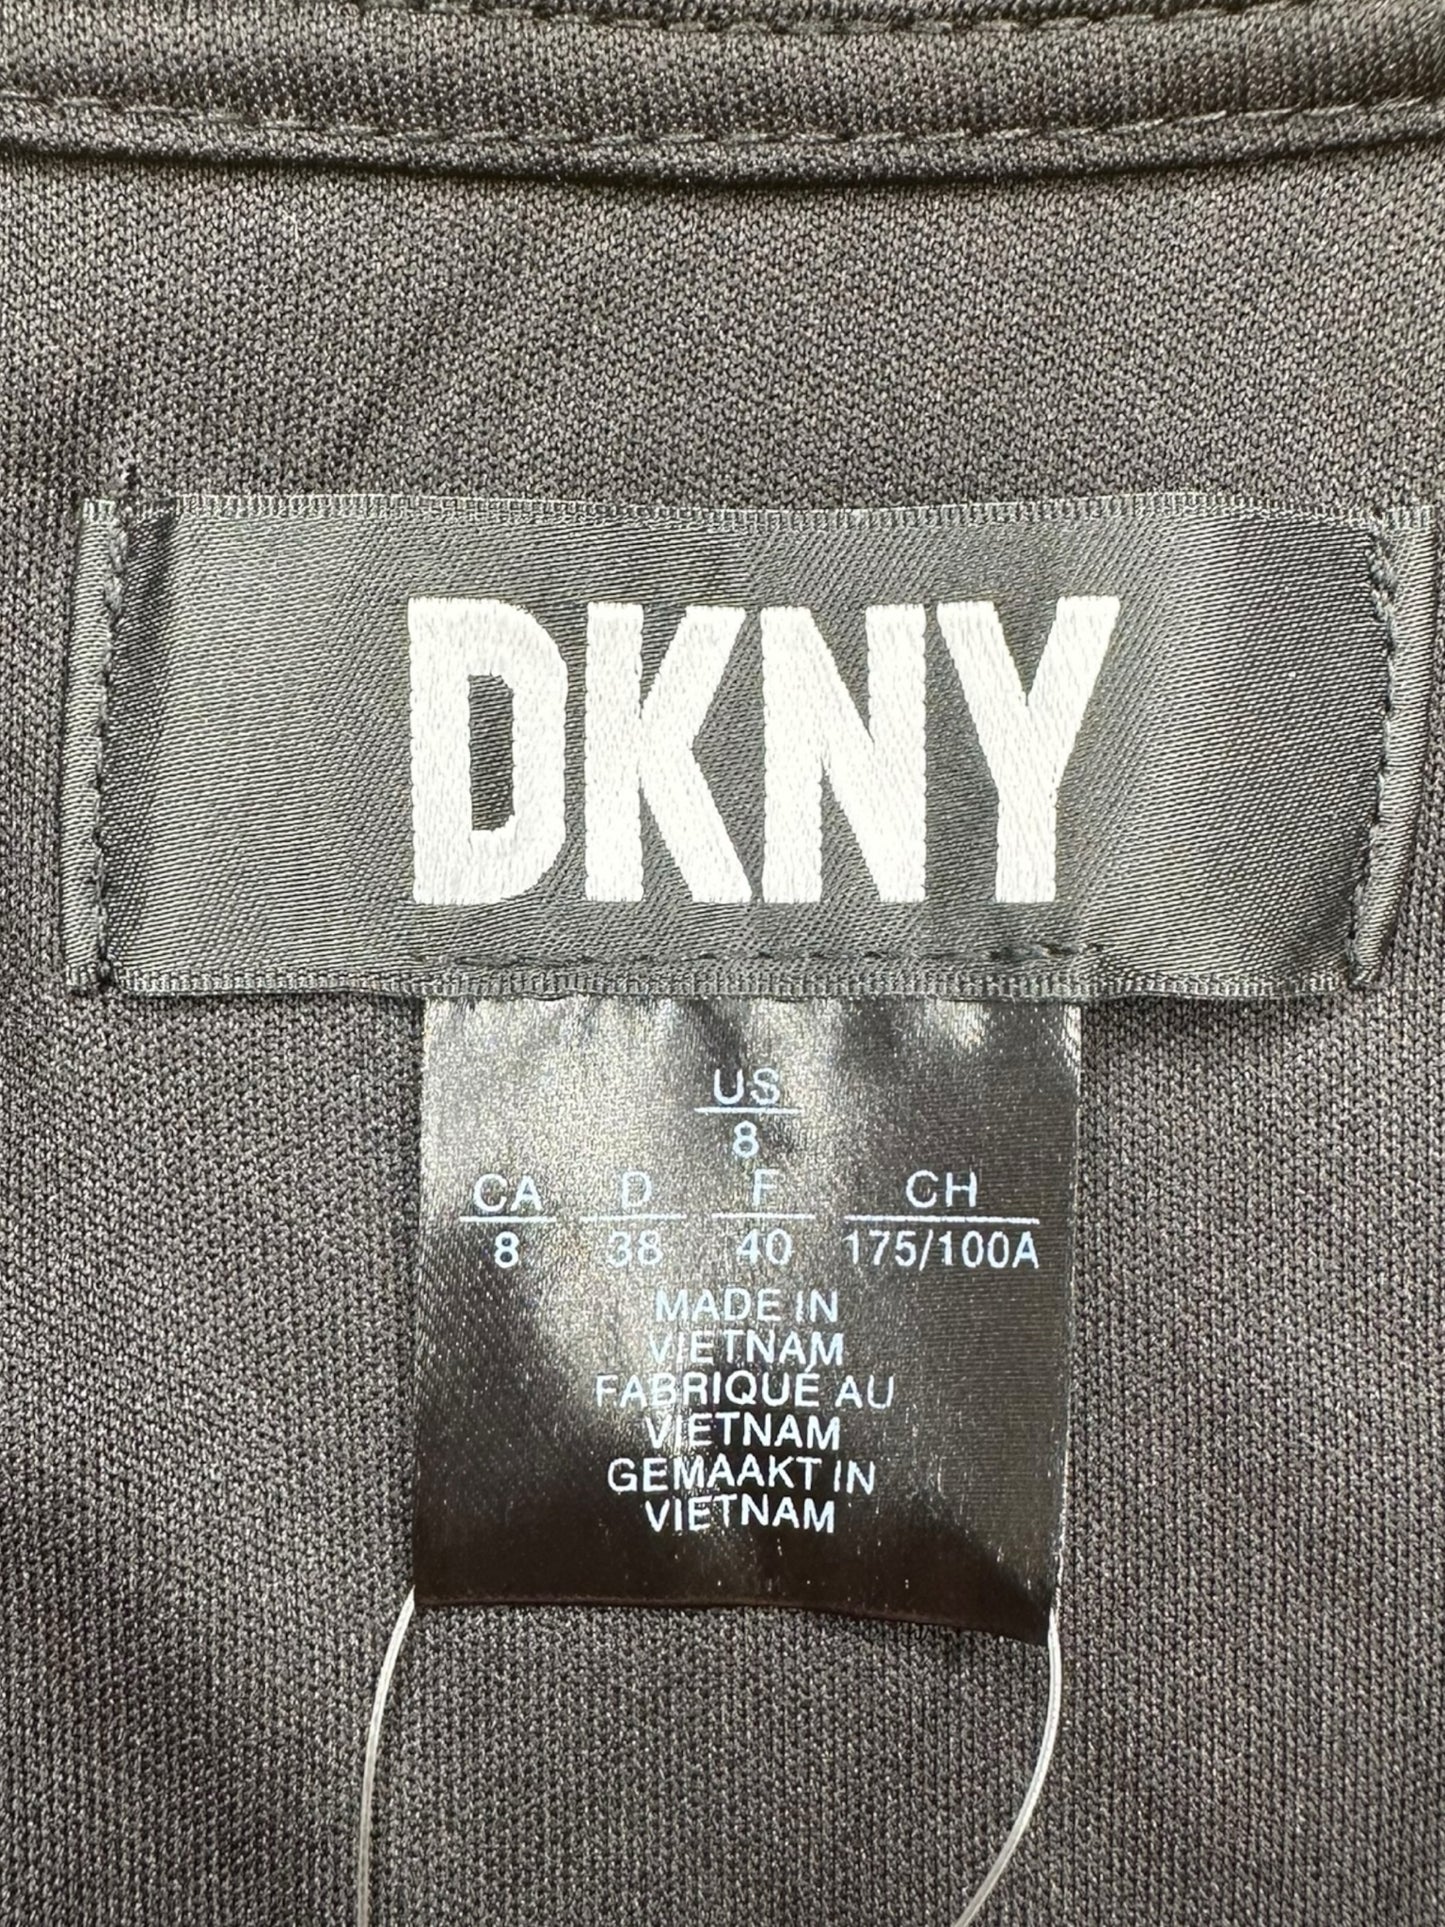 DKNY
US
8
CA D F CH
8 38 40 175/100A
MADE IN
VIETNAM
FABRIQUÉ AU
VIETNAM
GEMAAKT IN
VIETNAM